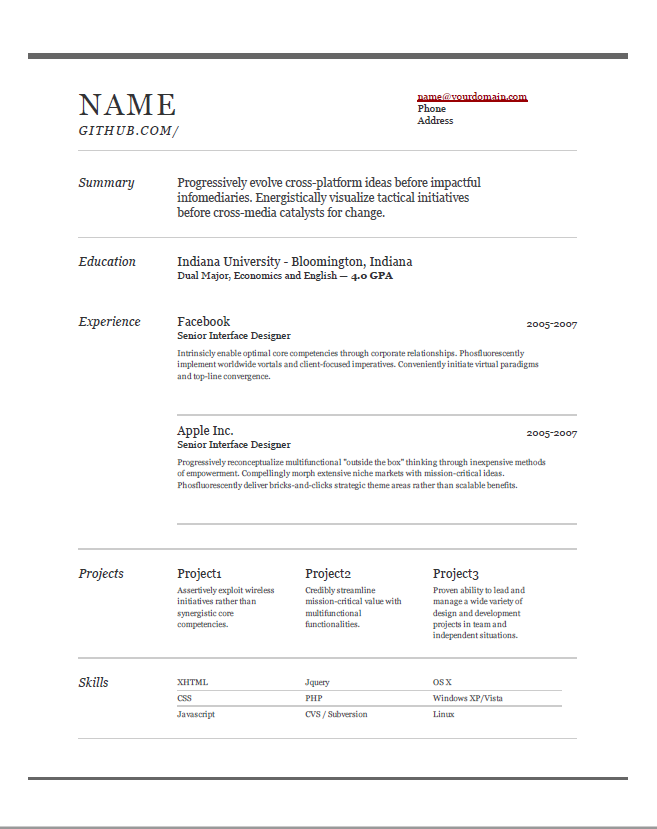 NAME
GITHUB.COM/
name@yourdomain.com
Phone
Address
Summary
Progressively evolve cross-platform ideas before impactful
infomediaries. Energistically visualize tactical initiatives
before cross-media catalysts for change.
Education
Indiana University - Bloomington, Indiana
Dual Major, Economics and English — 4.0 GPA
Experience
Facebook
2005-2007
Senior Interface Designer
Intrinsicly enable optimal core competencies through corporate relationships. Phosfluorescently
implement worldwide vortals and client-focused imperatives. Conveniently initiate virtual paradigms
and top-line convergence.
Apple Inc.
2005-2007
Senior Interface Designer
Progressively reconceptualize multifunctional "outside the box" thinking through inexpensive methods
of empowerment. Compellingly morph extensive niche markets with mission-critical ideas.
Phosfluorescently deliver bricks-and-clicks strategic theme areas rather than scalable benefits.
Projects
Project1
Assertively exploit wireless
initiatives rather than
synergistic core
competencies.
Project2
Credibly streamline
mission-critical value with
multifunctional
functionalities.
Project3
Proven ability to lead and
manage a wide variety of
design and development
projects in team and
independent situations.
Skills
XHTML Jquery OS X
CSS PHP Windows XP/Vista
Javascript CVS / Subversion Linux